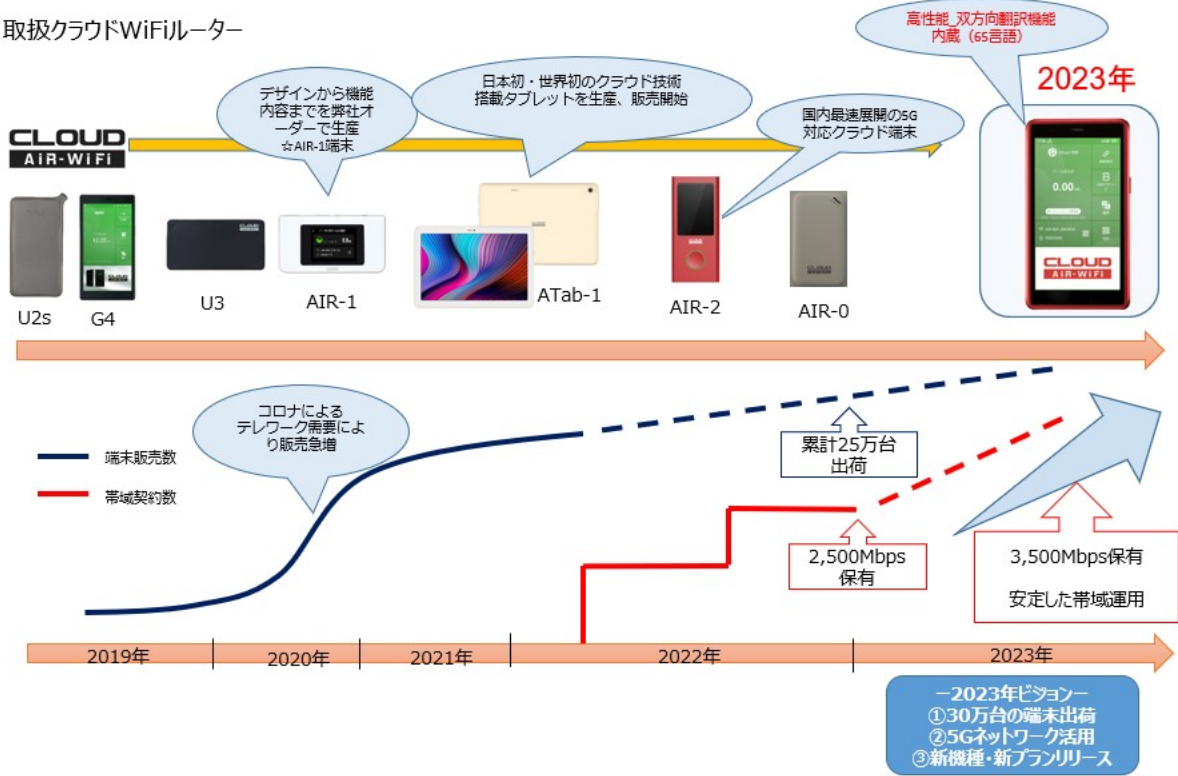 取扱クラウドWiFiルーター
高性能_双方向翻訳機能
内蔵（65言語）
2023年
デザインから機能
内容までを弊社オ
ーダーで生産
☆AIR-1端末
日本初・世界初のクラウド技術
搭載タブレットを生産、販売開始
国内最速展開の5G
対応クラウド端末
CLOUD
AiR-WiFi
CLOUD
AIR-WiFi
0.00
U2s
G4
U3
AIR-1
ATab-1
AIR-2
AIR-0
コロナによる
テレワーク需要によ
り販売急増
端末販売数
帯域契約数
累計25万台
出荷
2,500Mbps
保有
3,500Mbps保有
安定した帯域運用
2019年
2020年
2021年
2022年
2023年
－2023年ビジョン－
①30万台の端末出荷
②5Gネットワーク活用
③新機種・新プランリリース